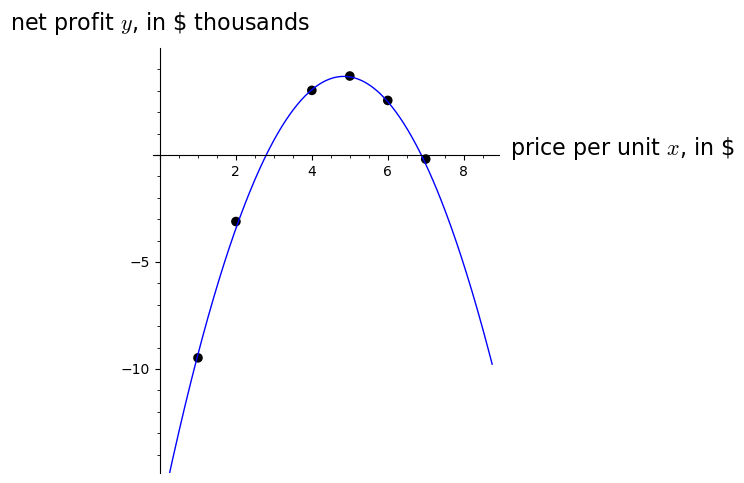 net profit y, in $ thousands
price per unit x, in $
2 4 6 8
−5
−10